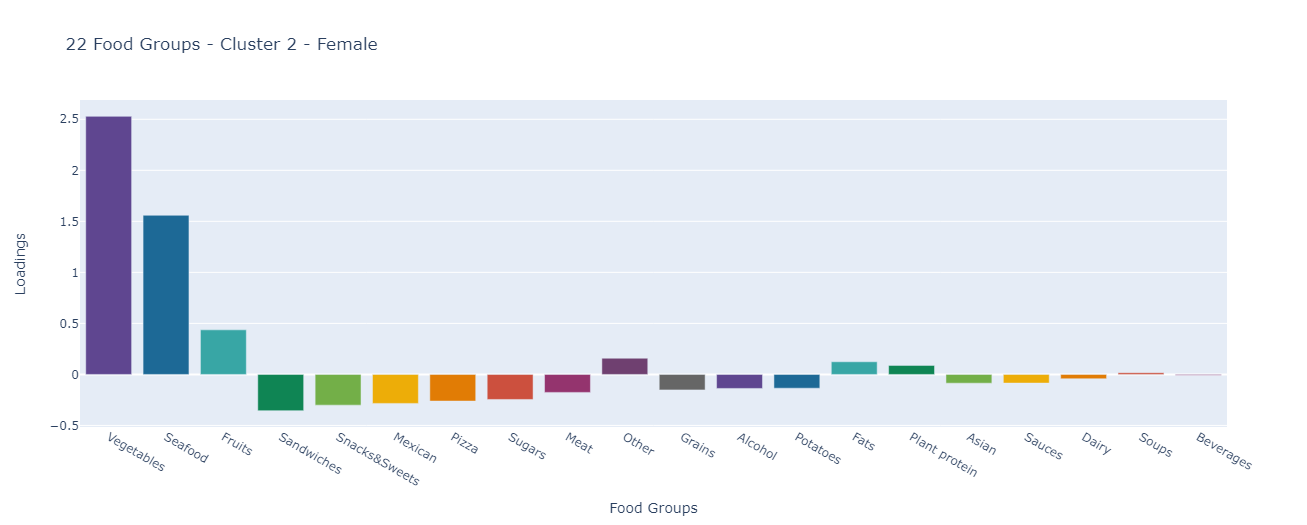 22 Food Groups - Cluster 2 - Female
Loadings
2.5
2
1.5
1
0.5
0
−0.5
Vegetables
Seafood
Fruits
Sandwiches
Snacks&Sweets
Mexican
Pizza
Sugars
Meat
Other
Grains
Alcohol
Potatoes
Fats
Plant protein
Asian
Sauces
Dairy
Soups
Beverages
Food Groups